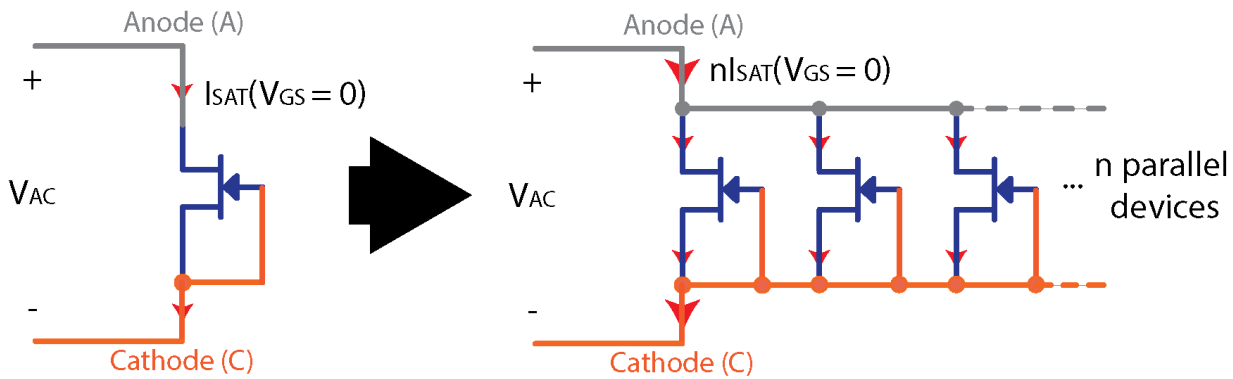 Anode (A)
+
ISAT(VGS = 0)
VAC
-
Cathode (C)
Anode (A)
+
nISAT(VGS = 0)
VAC
... n parallel
devices
-
Cathode (C)